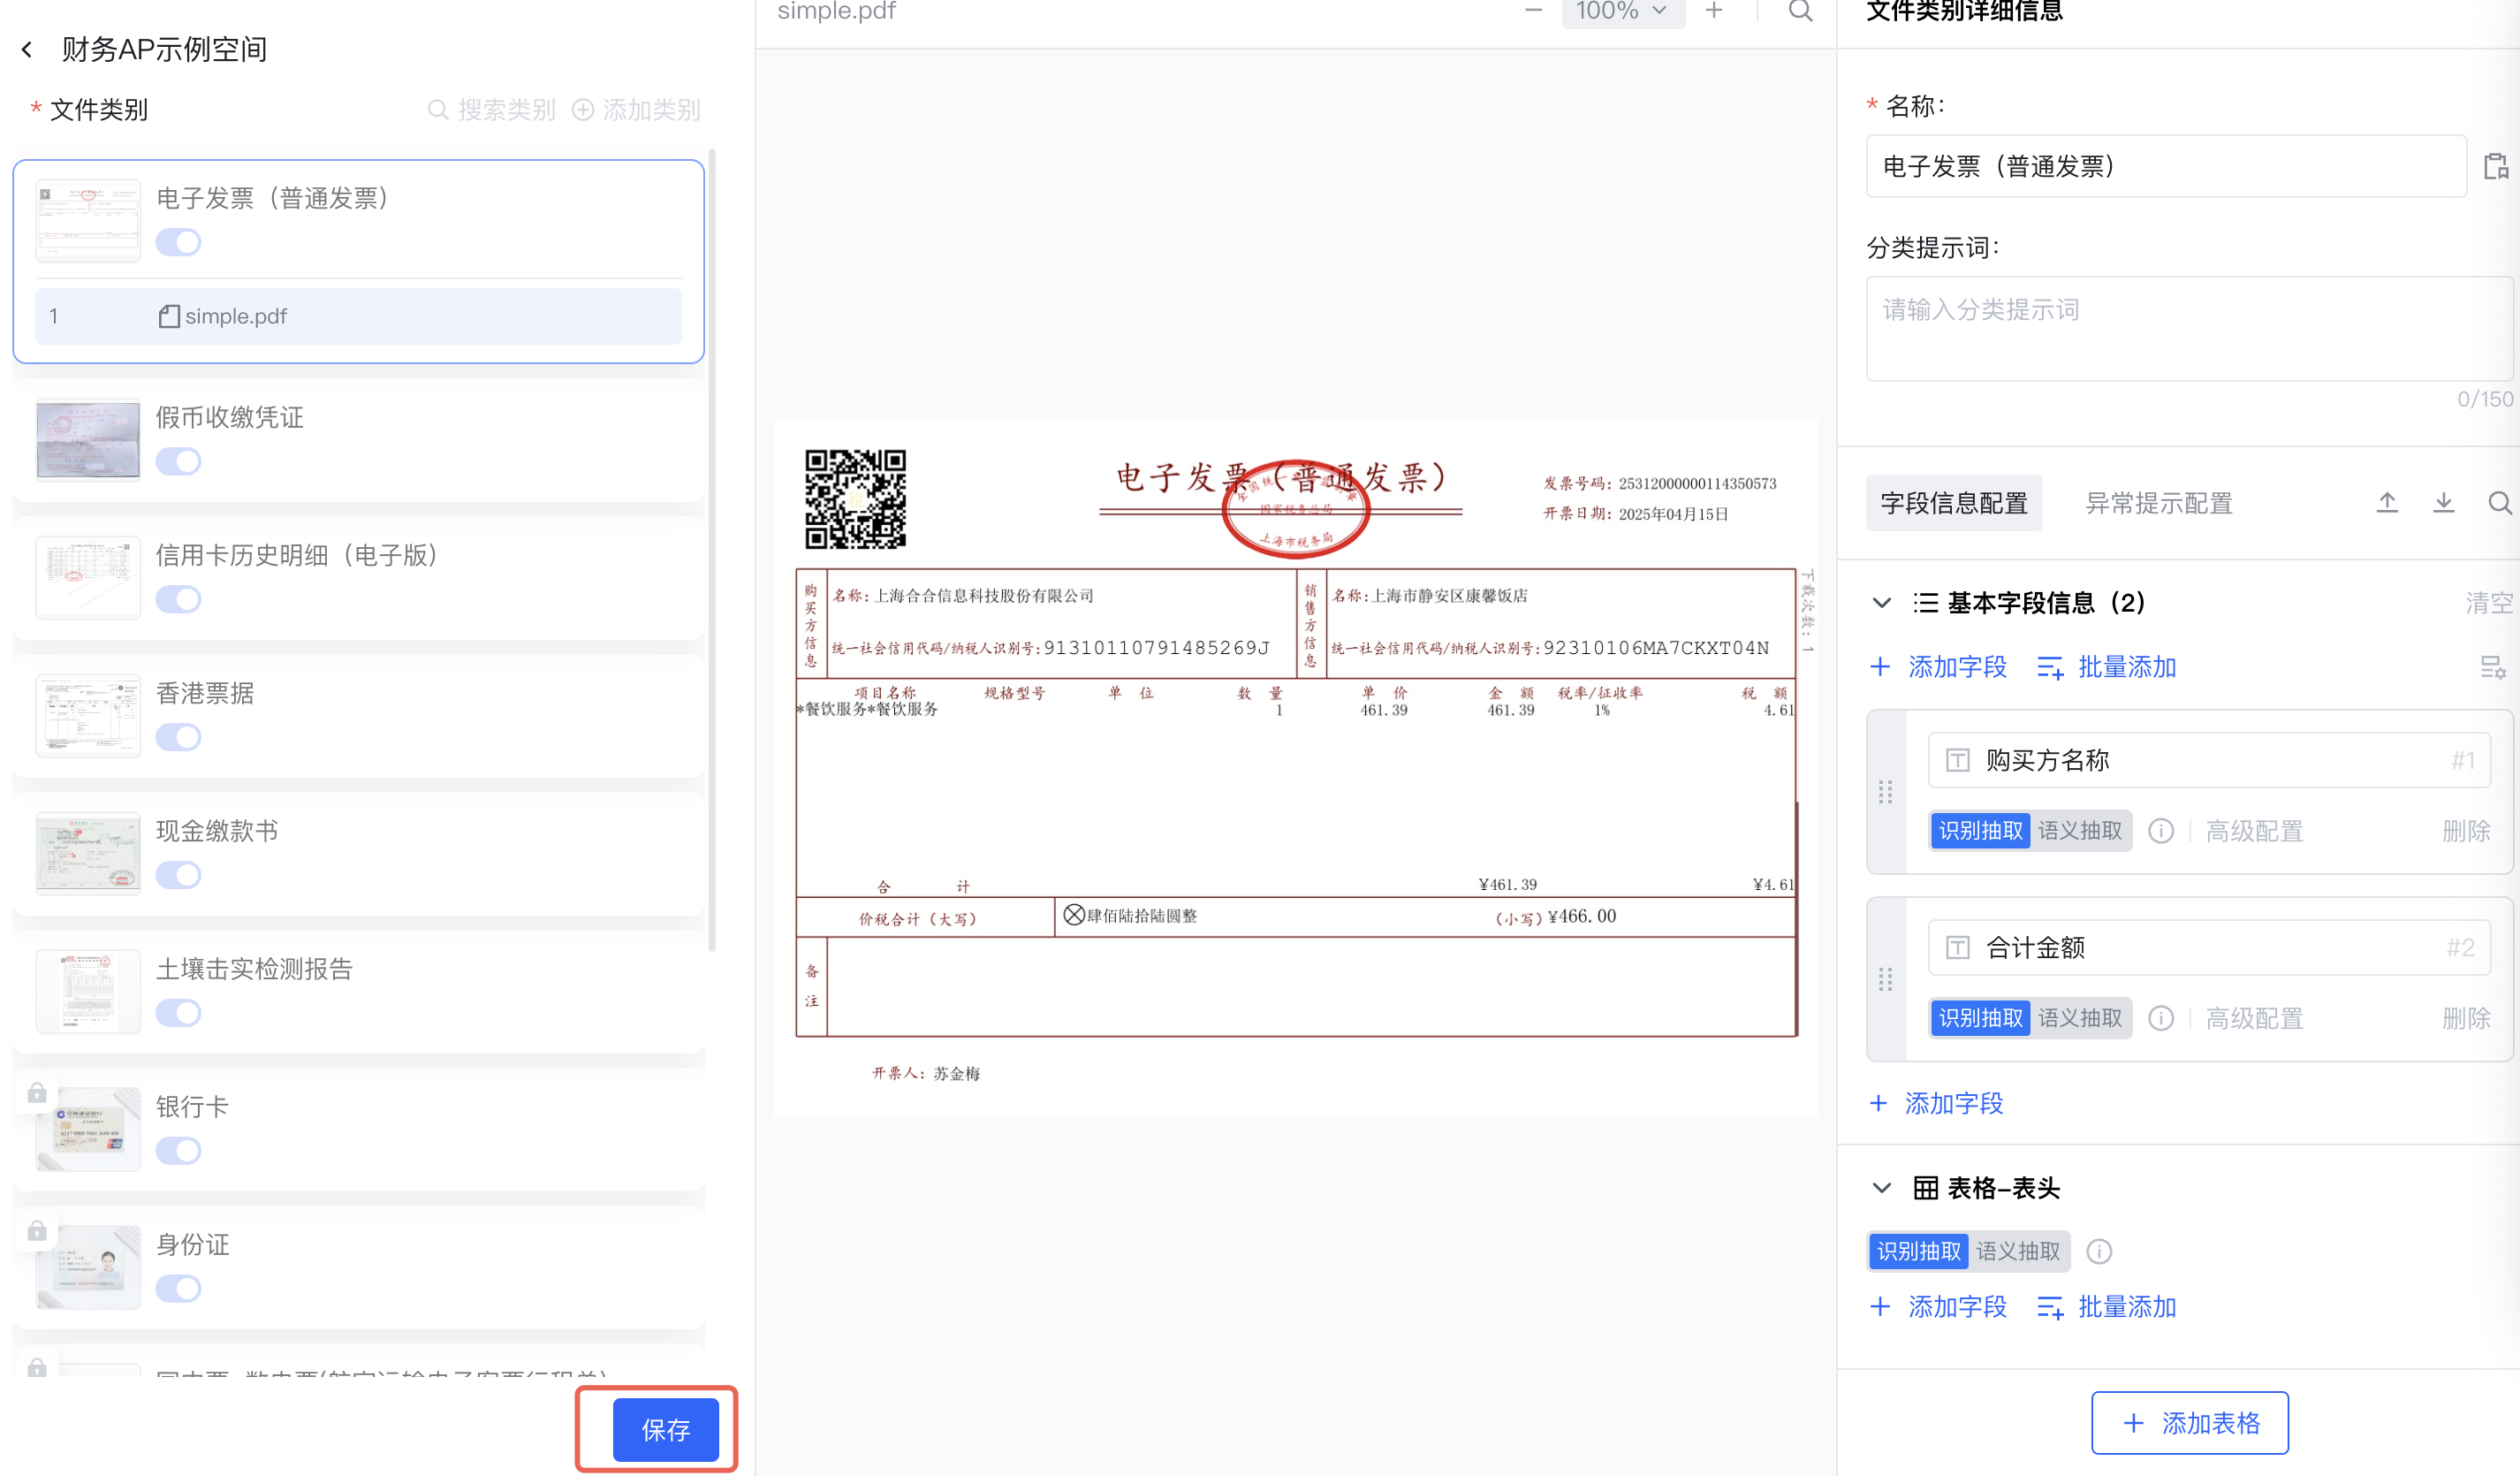 财务AP示例空间
* 文件类别
搜索类别
添加类别
电子发票（普通发票）
1 simple.pdf
假币收缴凭证
信用卡历史明细（电子版）
香港票据
现金缴款书
土壤击实检测报告
银行卡
身份证
保存
simple.pdf
100%
电子发票（普通发票）
国家税务总局
上海市税务局
发票号码：25312000000114350573
开票日期：2025年04月15日
下载次数：1
购买方信息
名称：上海合合信息科技股份有限公司
统一社会信用代码/纳税人识别号：91310110791485269J
销售方信息
名称：上海市静安区康馨饭店
统一社会信用代码/纳税人识别号：92310106MA7CKXT04N
项目名称 规格型号 单位 数量 单价 金额 税率/征收率 税额
*餐饮服务*餐饮服务 1 461.39 461.39 1% 4.61
合计 ¥461.39 ¥4.61
价税合计（大写） ⊗肆佰陆拾陆圆整 （小写）¥466.00
备注
开票人：苏金梅
文件类别详细信息
* 名称：
电子发票（普通发票）
分类提示词：
请输入分类提示词
0/150
字段信息配置
异常提示配置
基本字段信息（2）
清空
+ 添加字段
批量添加
购买方名称 #1
识别抽取 语义抽取 高级配置 删除
合计金额 #2
识别抽取 语义抽取 高级配置 删除
+ 添加字段
表格-表头
识别抽取 语义抽取
+ 添加字段
批量添加
+ 添加表格